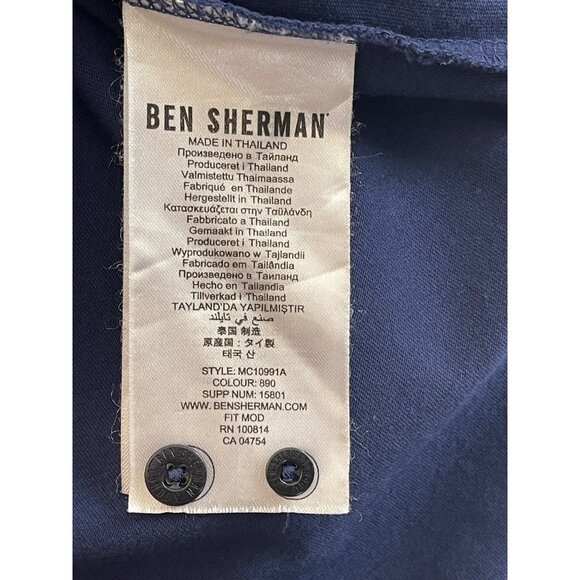 BEN SHERMAN
MADE IN THAILAND
Произведено в Тайланд
Produceret i Thailand
Valmistettu Thaimaassa
Fabriqué en Thaïlande
Hergestellt in Thailand
Κατασκευάζεται στην Ταϋλάνδη
Fabbricato a Thailand
Gemaakt in Thailand
Produceret i Thailand
Wyprodukowano w Tajlandii
Fabricado em Tailândia
Произведено в Таиланд
Hecho en Tailandia
Tillverkad i Thailand
TAYLAND'DA YAPILMIŞTIR
صنع في تايلند
泰国 制造
原産国：タイ製
태국 산
STYLE: MC10991A
COLOUR: 890
SUPP NUM: 15801
WWW.BENSHERMAN.COM
FIT MOD
RN 100814
CA 04754
BEN SHERMAN